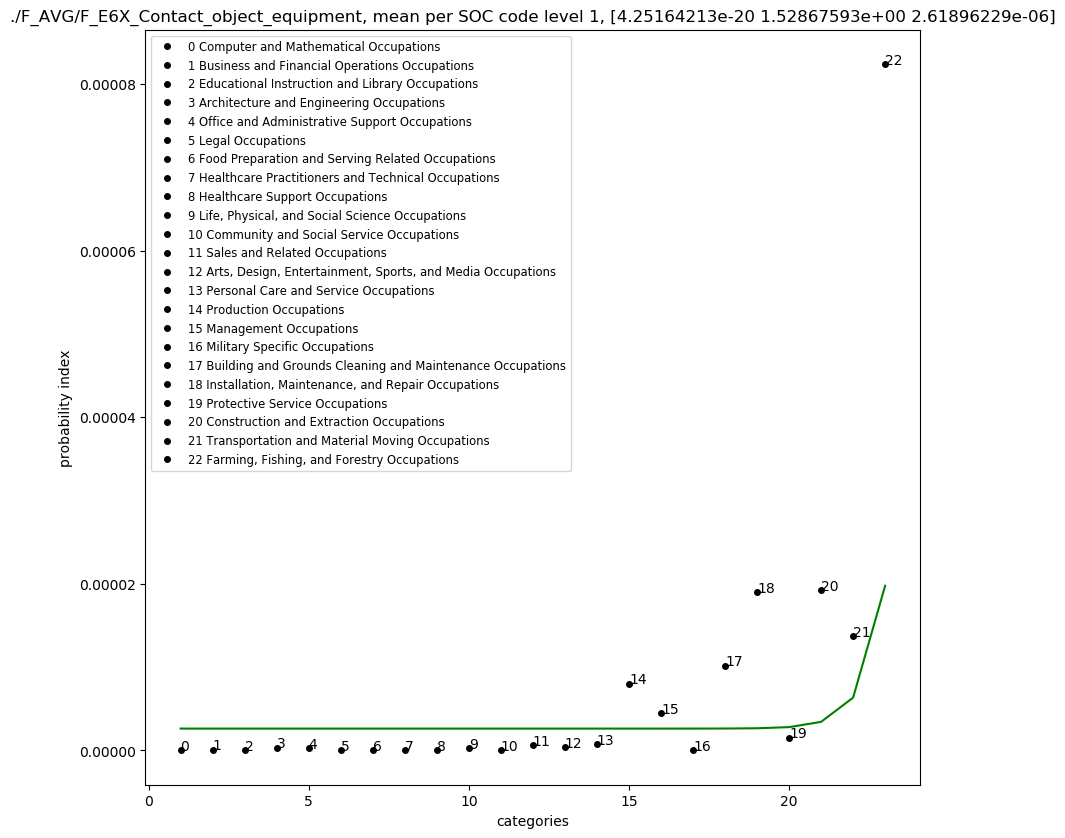 ./F_AVG/F_E6X_Contact_object_equipment, mean per SOC code level 1, [4.25164213e-20 1.52867593e+00 2.61896229e-06]
0 Computer and Mathematical Occupations
1 Business and Financial Operations Occupations
2 Educational Instruction and Library Occupations
3 Architecture and Engineering Occupations
4 Office and Administrative Support Occupations
5 Legal Occupations
6 Food Preparation and Serving Related Occupations
7 Healthcare Practitioners and Technical Occupations
8 Healthcare Support Occupations
9 Life, Physical, and Social Science Occupations
10 Community and Social Service Occupations
11 Sales and Related Occupations
12 Arts, Design, Entertainment, Sports, and Media Occupations
13 Personal Care and Service Occupations
14 Production Occupations
15 Management Occupations
16 Military Specific Occupations
17 Building and Grounds Cleaning and Maintenance Occupations
18 Installation, Maintenance, and Repair Occupations
19 Protective Service Occupations
20 Construction and Extraction Occupations
21 Transportation and Material Moving Occupations
22 Farming, Fishing, and Forestry Occupations
probability index
0.00008
0.00006
0.00004
0.00002
0.00000
0
1
2
3
4
5
6
7
8
9
10
11
12
13
14
15
16
17
18
19
20
21
22
0
5
10
15
20
categories